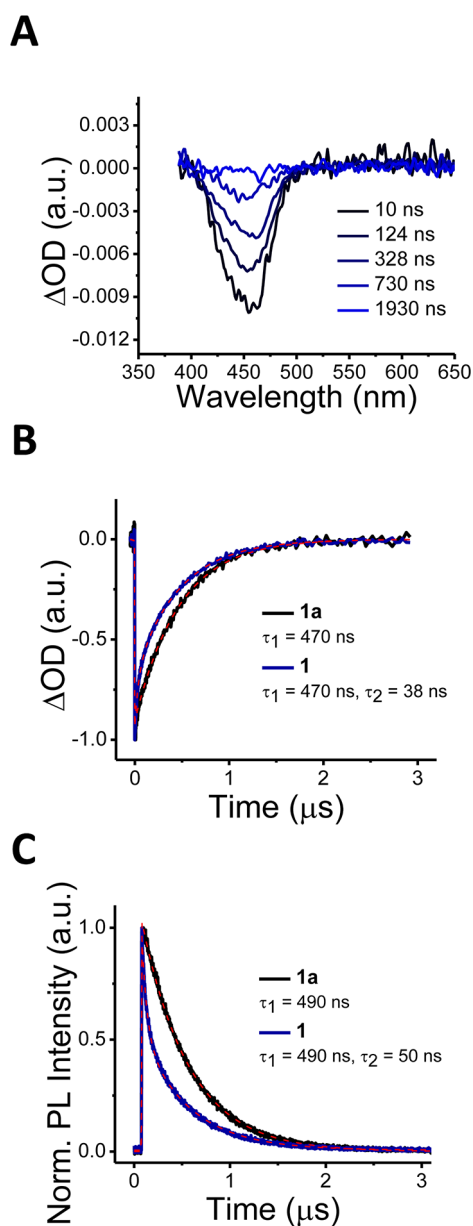 A
ΔOD (a.u.)
0.003
0.000
-0.003
-0.006
-0.009
-0.012
10 ns
124 ns
328 ns
730 ns
1930 ns
350 400 450 500 550 600 650
Wavelength (nm)
B
ΔOD (a.u.)
0.0
-0.5
-1.0
1a
τ1 = 470 ns
1
τ1 = 470 ns, τ2 = 38 ns
0 1 2 3
Time (μs)
C
Norm. PL Intensity (a.u.)
1.0
0.5
0.0
1a
τ1 = 490 ns
1
τ1 = 490 ns, τ2 = 50 ns
0 1 2 3
Time (μs)